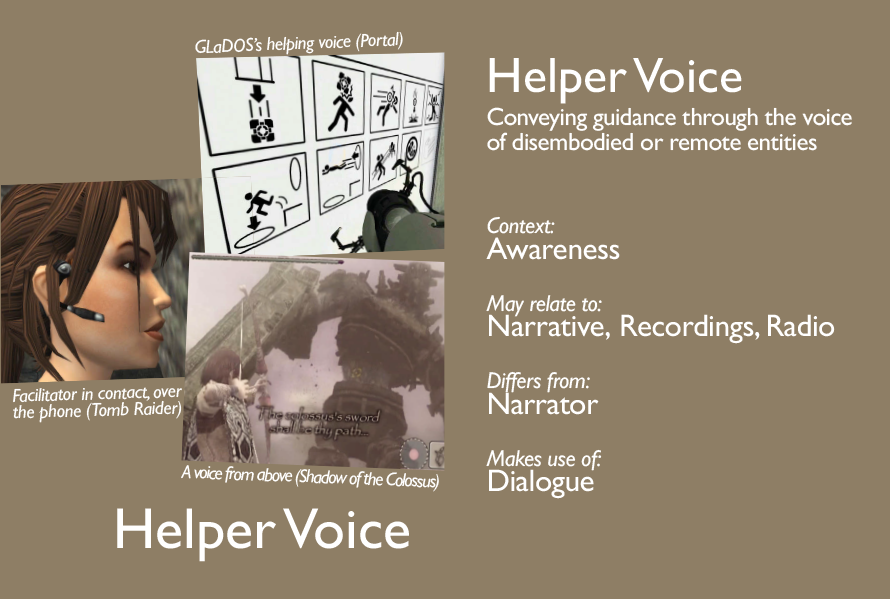 GLaDOS's helping voice (Portal)
Facilitator in contact, over
the phone (Tomb Raider)
The colossus's sword
shall be thy path...
A voice from above (Shadow of the Colossus)
Helper Voice
Helper Voice
Conveying guidance through the voice
of disembodied or remote entities
Context:
Awareness
May relate to:
Narrative, Recordings, Radio
Differs from:
Narrator
Makes use of:
Dialogue